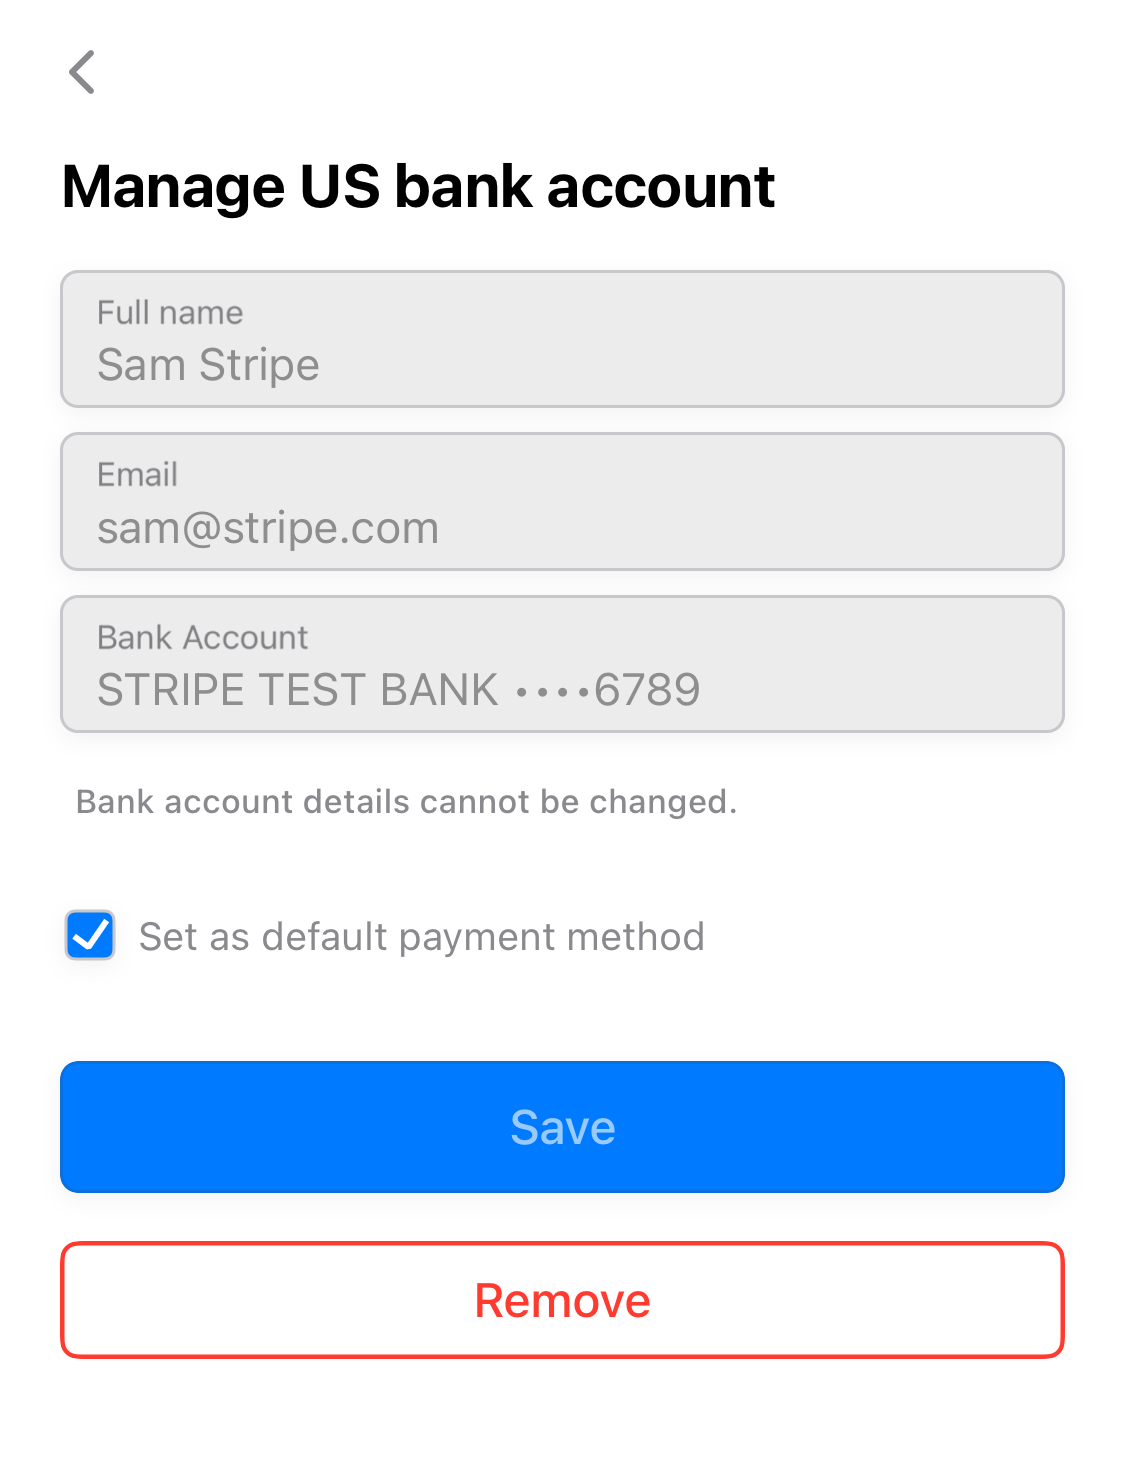 Manage US bank account
Full name
Sam Stripe
Email
sam@stripe.com
Bank Account
STRIPE TEST BANK ••••6789
Bank account details cannot be changed.
Set as default payment method
Save
Remove